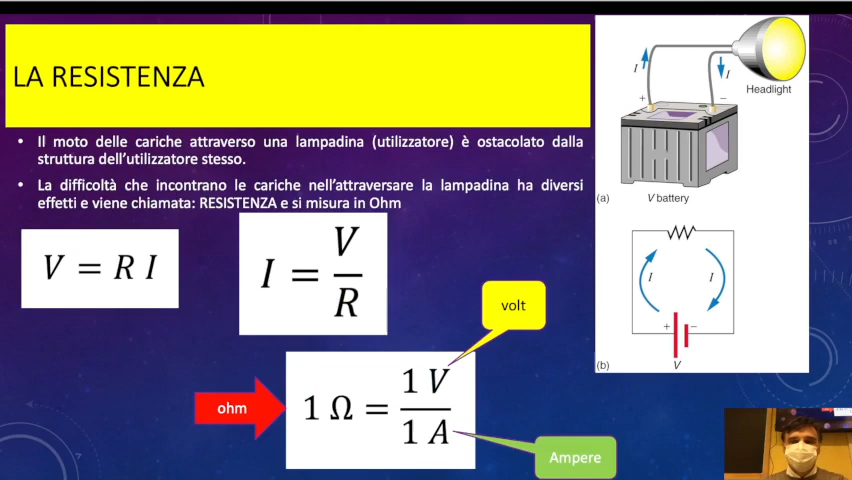 LA RESISTENZA
• Il moto delle cariche attraverso una lampadina (utilizzatore) è ostacolato dalla
struttura dell'utilizzatore stesso.
• La difficoltà che incontrano le cariche nell'attraversare la lampadina ha diversi
effetti e viene chiamata: RESISTENZA e si misura in Ohm
V = R I
I = V/R
volt
ohm
1 Ω = 1 V/1 A
Ampere
I
I
Headlight
+
−
(a)
V battery
I
I
+
−
(b)
V